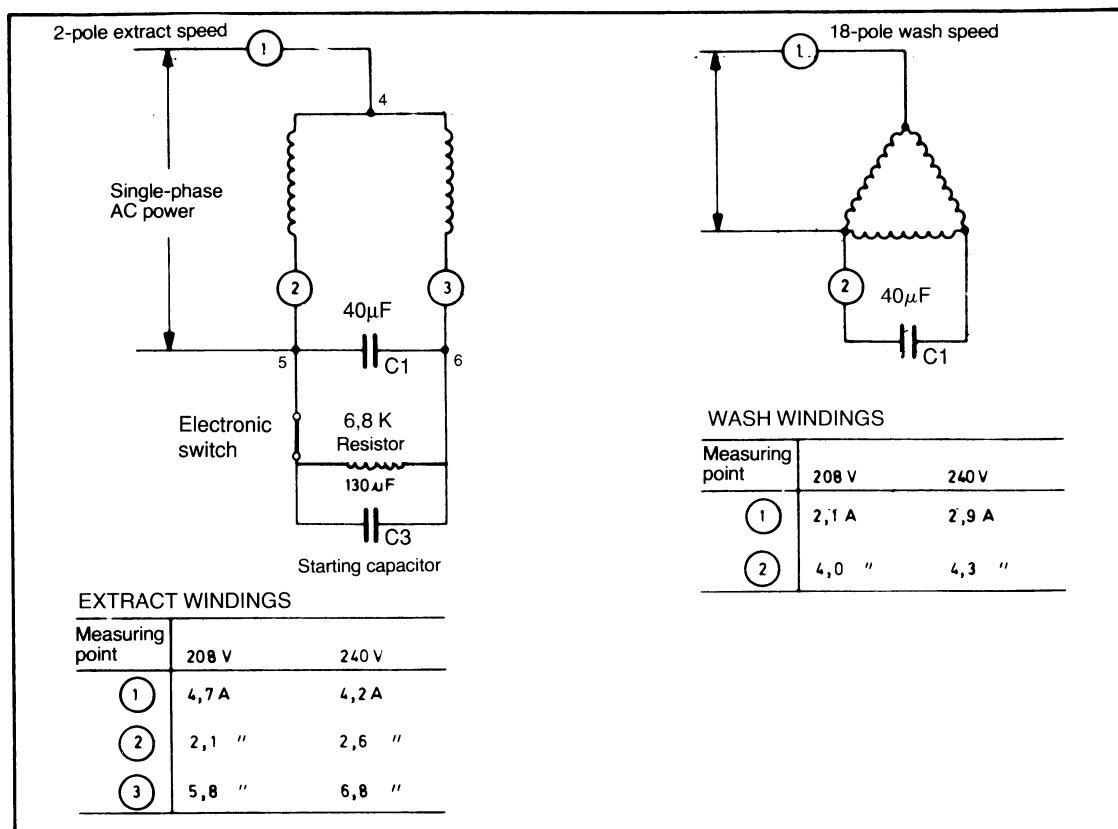 2-pole extract speed
1
4
Single-phase
AC power
2
3
40µF
5
C1
6
Electronic
switch
6,8 K
Resistor
130µF
C3
Starting capacitor
EXTRACT WINDINGS
Measuring
point
208 V
240 V
1
4,7 A
4,2 A
2
2,1 "
2,6 "
3
5,8 "
6,8 "
18-pole wash speed
1
2
40µF
C1
WASH WINDINGS
Measuring
point
208 V
240 V
1
2,1 A
2,9 A
2
4,0 "
4,3 "